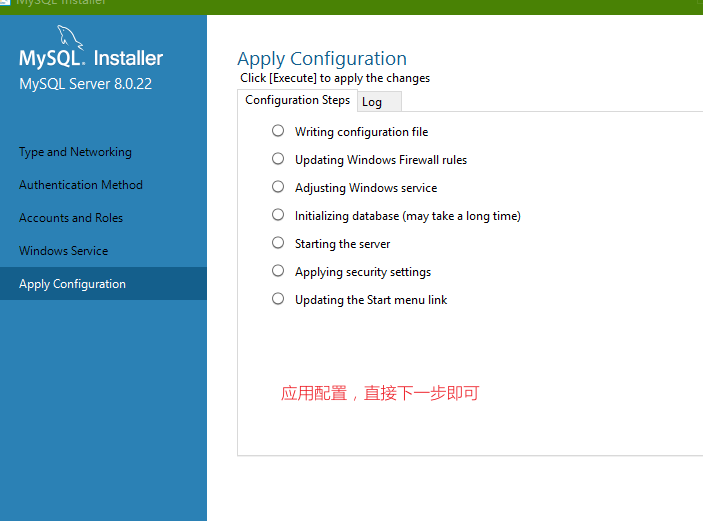 MySQL Installer
MySQL. Installer
MySQL Server 8.0.22
Type and Networking
Authentication Method
Accounts and Roles
Windows Service
Apply Configuration
Apply Configuration
Click [Execute] to apply the changes
Configuration Steps
Log
Writing configuration file
Updating Windows Firewall rules
Adjusting Windows service
Initializing database (may take a long time)
Starting the server
Applying security settings
Updating the Start menu link
应用配置，直接下一步即可